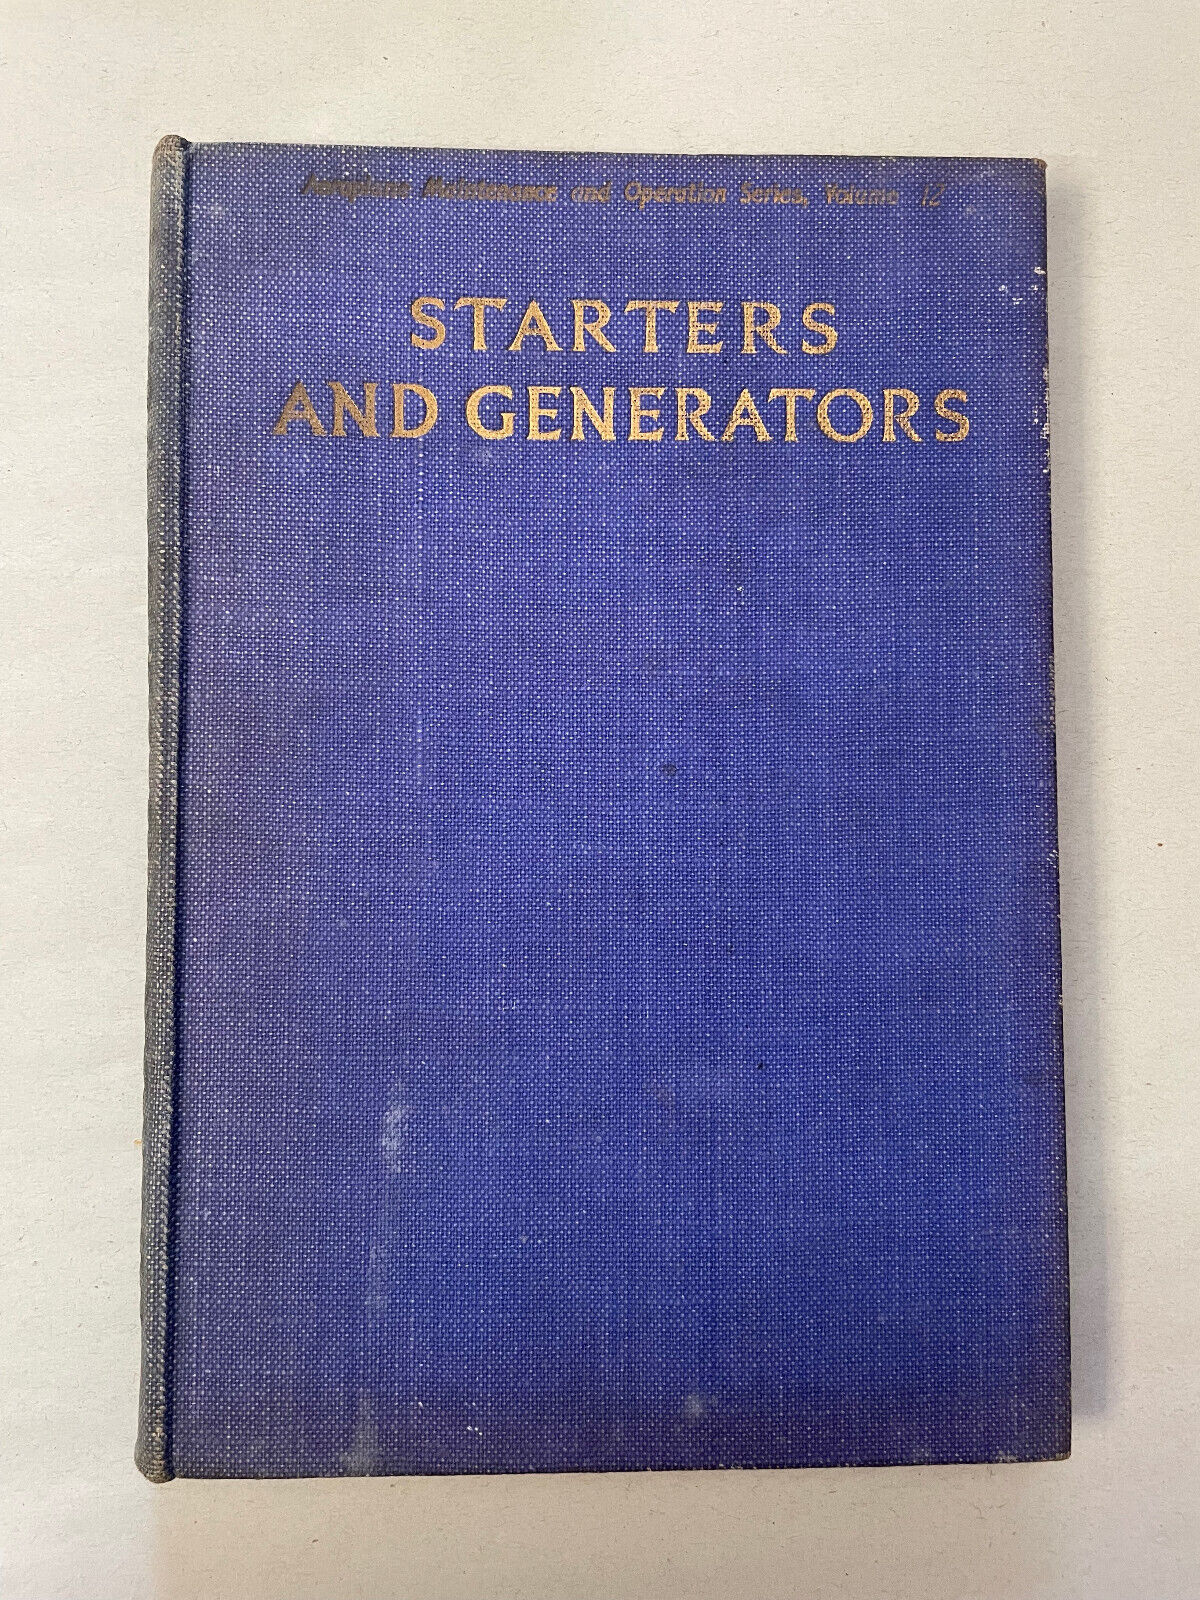 Aeroplane Maintenance and Operation Series, Volume 12
STARTERS
AND GENERATORS